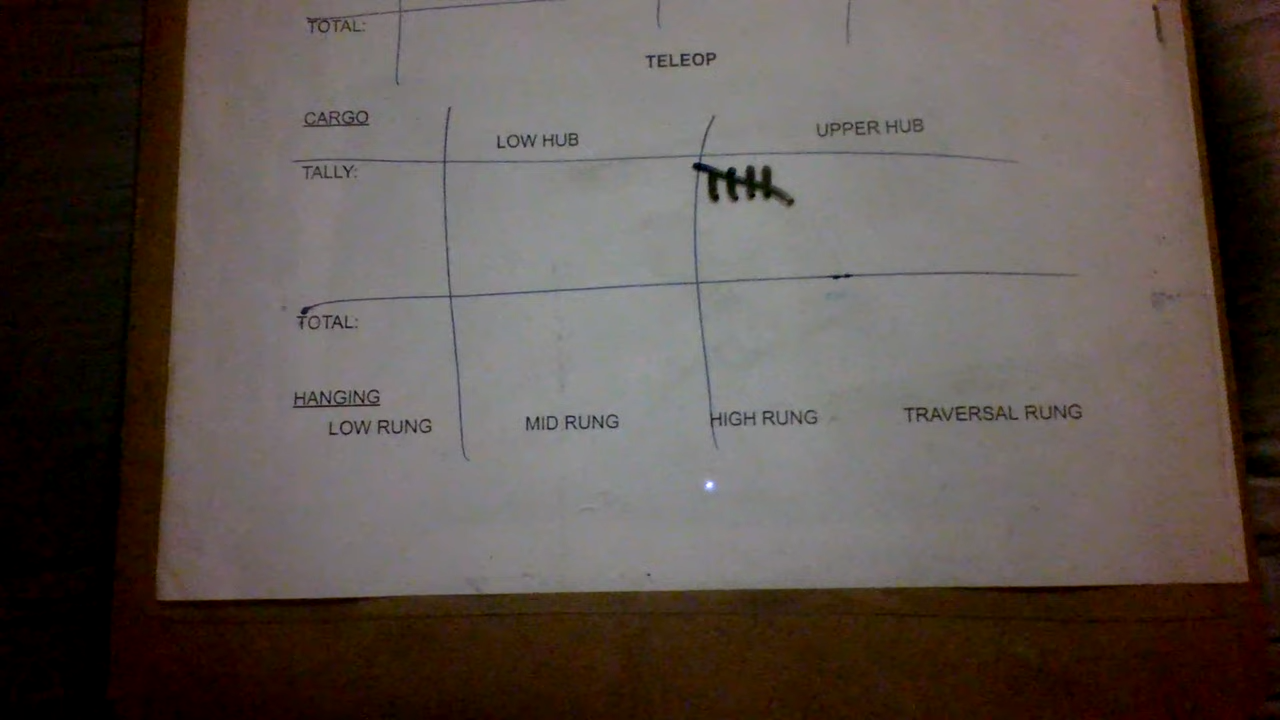 TOTAL:
TELEOP
CARGO
LOW HUB
UPPER HUB
TALLY:
TOTAL:
HANGING
LOW RUNG
MID RUNG
HIGH RUNG
TRAVERSAL RUNG